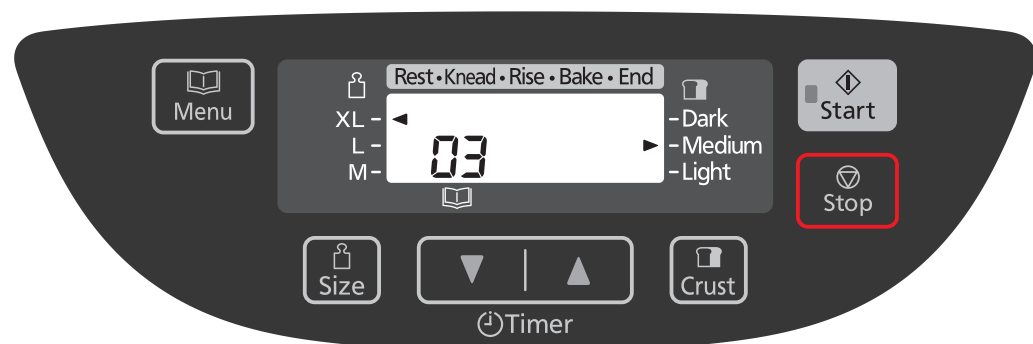 Menu
Rest • Knead • Rise • Bake • End
XL
L
M
03
Dark
Medium
Light
Start
Stop
Size
Timer
Crust